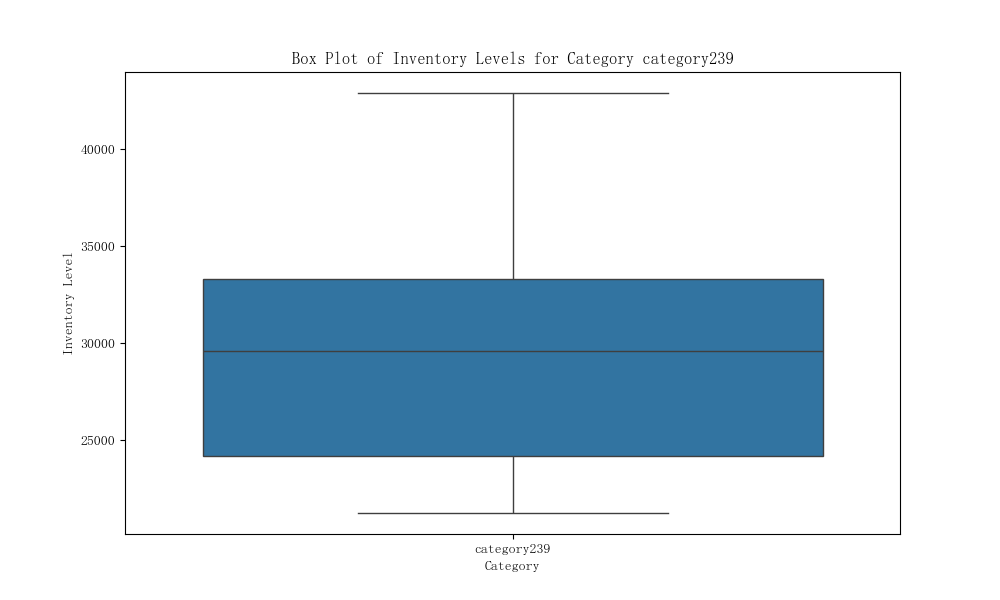 Box Plot of Inventory Levels for Category category239
40000
35000
30000
25000
Inventory Level
category239
Category